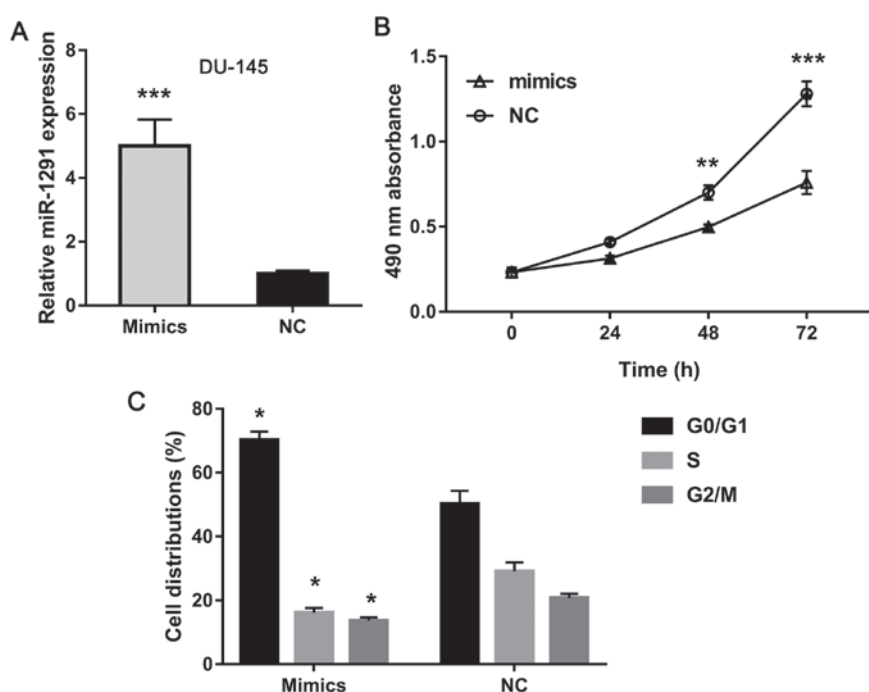 A
Relative miR-1291 expression
8
6
4
2
0
***
DU-145
Mimics NC
B
490 nm absorbance
1.5
1.0
0.5
0.0
mimics
NC
**
***
0 24 48 72
Time (h)
C
Cell distributions (%)
80
60
40
20
0
*
*
*
Mimics NC
G0/G1
S
G2/M